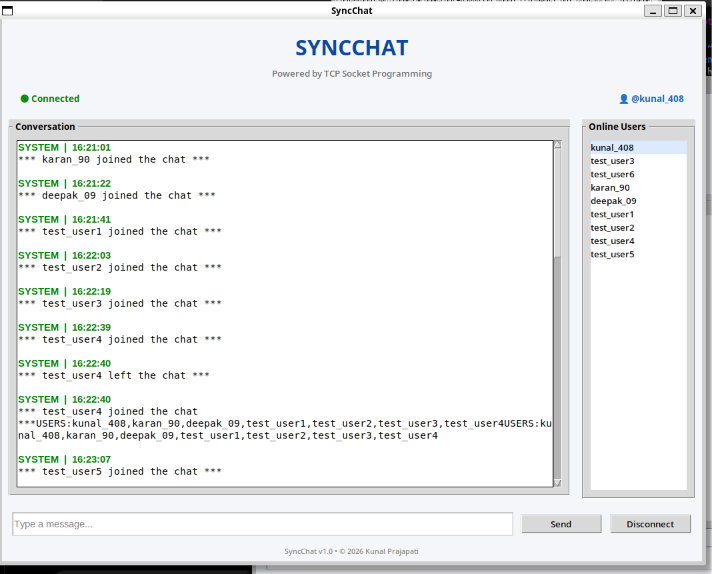 SyncChat
SYNCCHAT
Powered by TCP Socket Programming
Connected
@kunal_408
Conversation
SYSTEM | 16:21:01
*** karan_90 joined the chat ***
SYSTEM | 16:21:22
*** deepak_09 joined the chat ***
SYSTEM | 16:21:41
*** test_user1 joined the chat ***
SYSTEM | 16:22:03
*** test_user2 joined the chat ***
SYSTEM | 16:22:19
*** test_user3 joined the chat ***
SYSTEM | 16:22:39
*** test_user4 joined the chat ***
SYSTEM | 16:22:40
*** test_user4 left the chat ***
SYSTEM | 16:22:40
*** test_user4 joined the chat
***USERS:kunal_408,karan_90,deepak_09,test_user1,test_user2,test_user3,test_user4USERS:ku
nal_408,karan_90,deepak_09,test_user1,test_user2,test_user3,test_user4
SYSTEM | 16:23:07
*** test_user5 joined the chat ***
Online Users
kunal_408
test_user3
test_user6
karan_90
deepak_09
test_user1
test_user2
test_user4
test_user5
Type a message...
Send
Disconnect
SyncChat v1.0 • © 2026 Kunal Prajapati